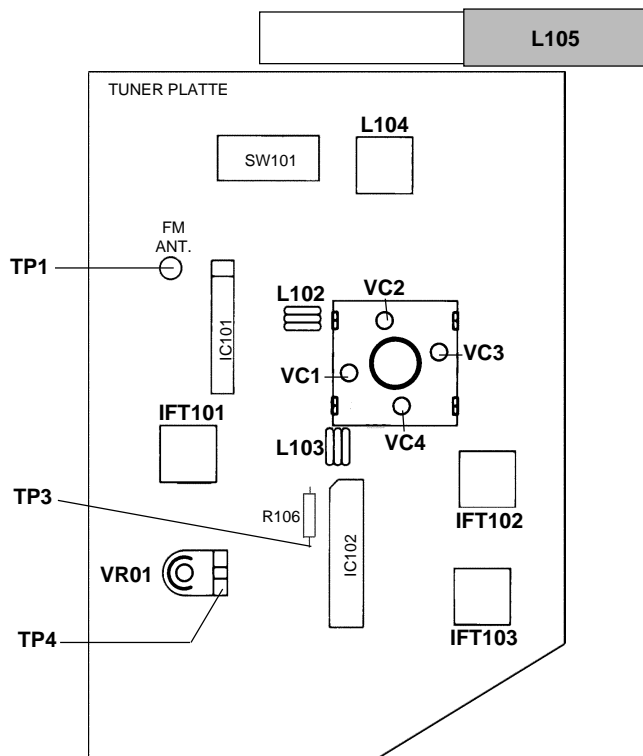 L105
TUNER PLATTE
L104
SW101
FM
ANT.
TP1
L102
VC2
IC101
VC3
VC1
IFT101
VC4
L103
TP3
R106
IFT102
IC102
VR01
TP4
IFT103